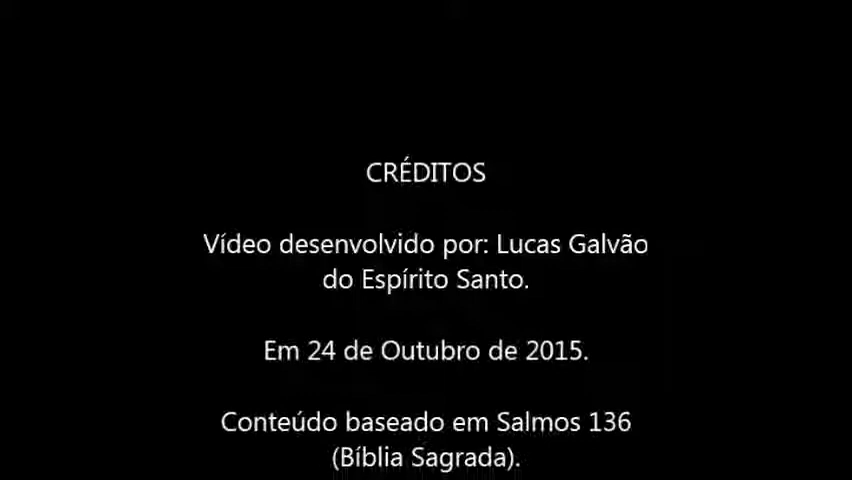 CRÉDITOS
Vídeo desenvolvido por: Lucas Galvão
do Espírito Santo.
Em 24 de Outubro de 2015.
Conteúdo baseado em Salmos 136
(Bíblia Sagrada).